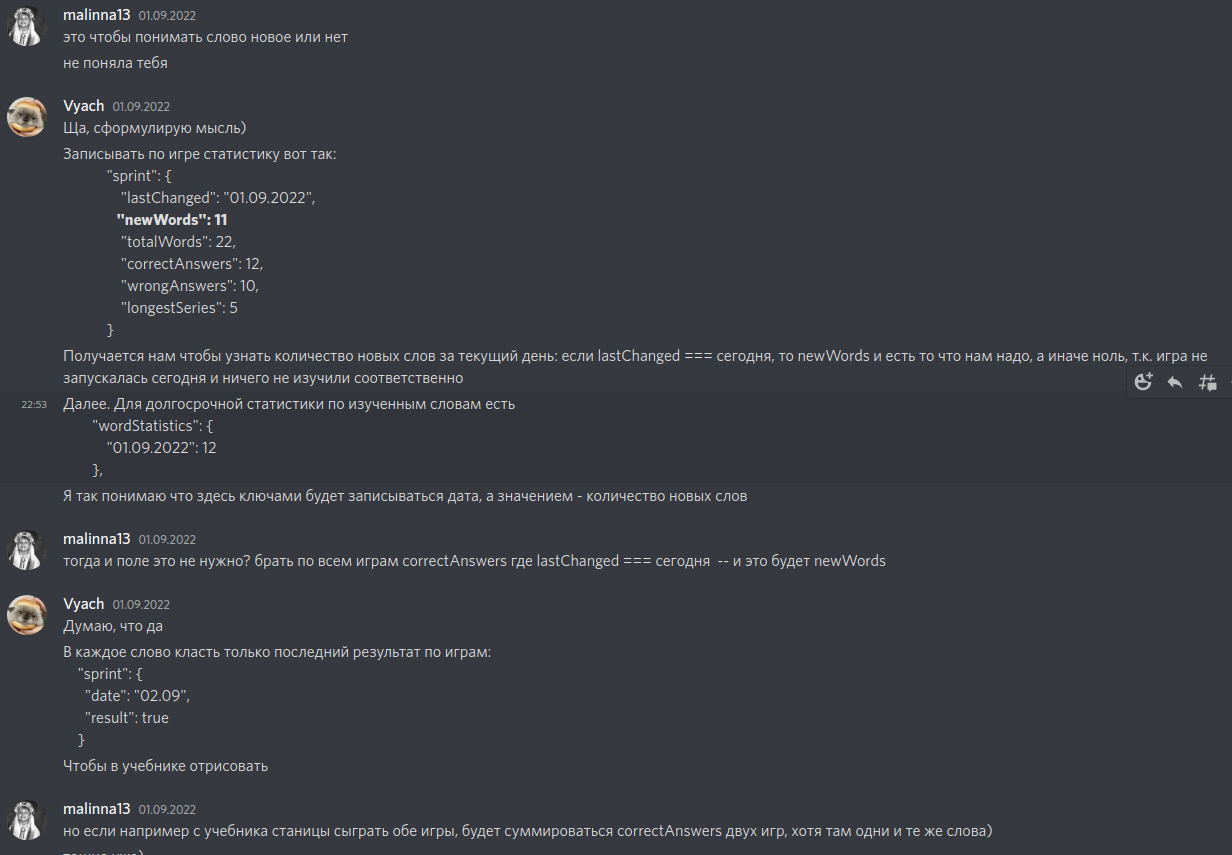 malinna13 01.09.2022
это чтобы понимать слово новое или нет
не поняла тебя
Vyach 01.09.2022
Ща, сформулирую мысль)
Записывать по игре статистику вот так:
"sprint": {
"lastChanged": "01.09.2022",
"newWords": 11
"totalWords": 22,
"correctAnswers": 12,
"wrongAnswers": 10,
"longestSeries": 5
}
Получается нам чтобы узнать количество новых слов за текущий день: если lastChanged === сегодня, то newWords и есть то что нам надо, а иначе ноль, т.к. игра не
запускалась сегодня и ничего не изучили соответственно
22:53 Далее. Для долгосрочной статистики по изученным словам есть
"wordStatistics": {
"01.09.2022": 12
},
Я так понимаю что здесь ключами будет записываться дата, а значением - количество новых слов
malinna13 01.09.2022
тогда и поле это не нужно? брать по всем играм correctAnswers где lastChanged === сегодня -- и это будет newWords
Vyach 01.09.2022
Думаю, что да
В каждое слово класть только последний результат по играм:
"sprint": {
"date": "02.09",
"result": true
}
Чтобы в учебнике отрисовать
malinna13 01.09.2022
но если например с учебника станицы сыграть обе игры, будет суммироваться correctAnswers двух игр, хотя там одни и те же слова)